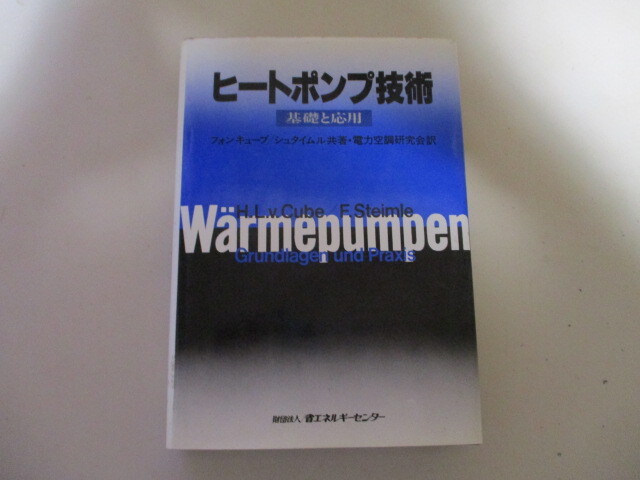 ヒートポンプ技術
基礎と応用
フォンキューブ/シュタイムル共著・電力空調研究会訳
H.L.v.Cube/F.Steimle
Wärmepumpen
Grundlagen und Praxis
財団法人 省エネルギーセンター